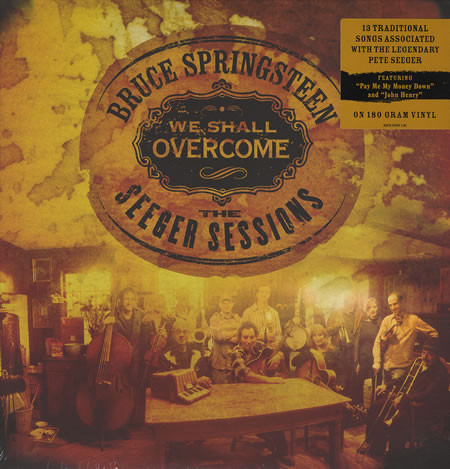 BRUCE SPRINGSTEEN
WE SHALL
OVERCOME
THE
SEEGER SESSIONS
13 TRADITIONAL
SONGS ASSOCIATED
WITH THE LEGENDARY
PETE SEEGER
FEATURING
"Pay Me My Money Down"
and "John Henry"
ON 180 GRAM VINYL